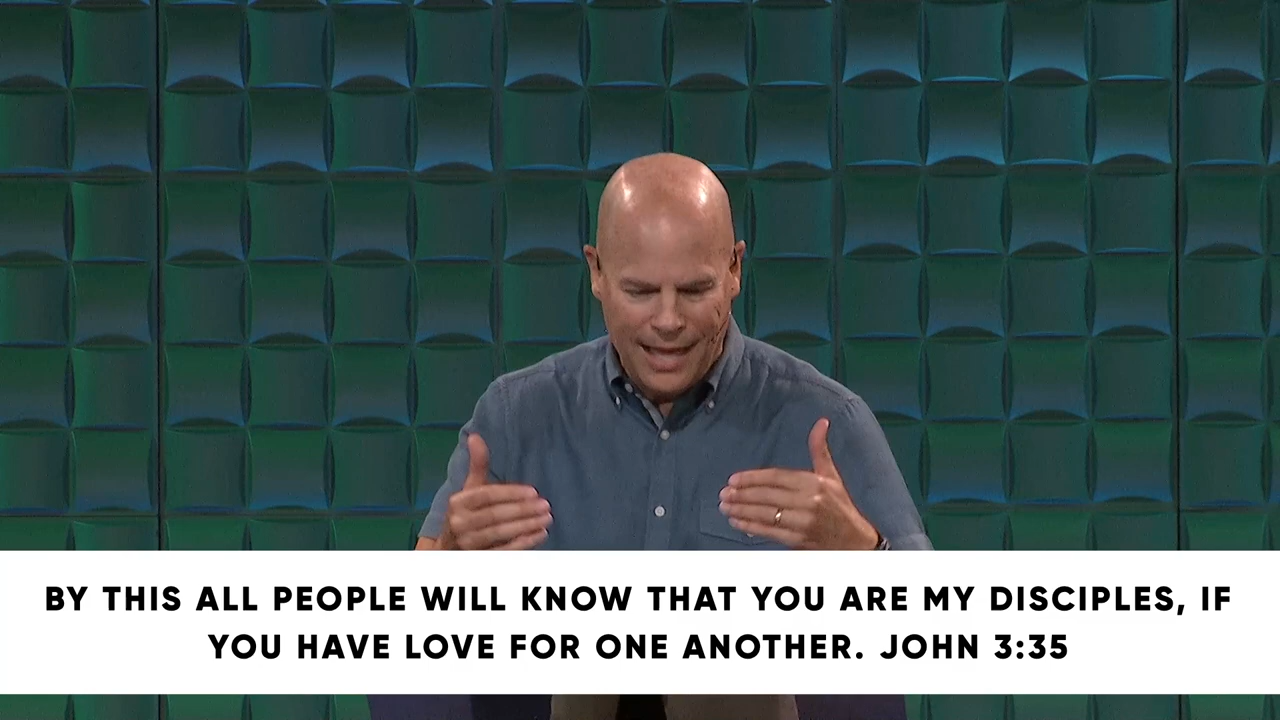 BY THIS ALL PEOPLE WILL KNOW THAT YOU ARE MY DISCIPLES, IF
YOU HAVE LOVE FOR ONE ANOTHER. JOHN 3:35